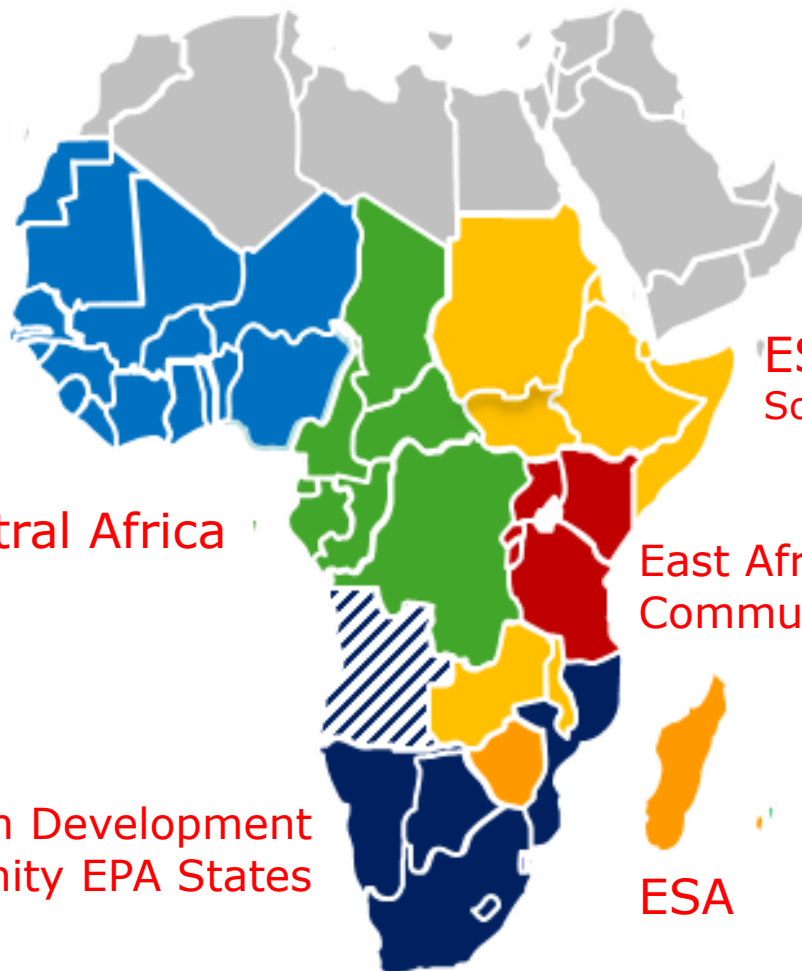 ES
So
tral Africa
East Afr
Commu
n Development
nity EPA States
ESA